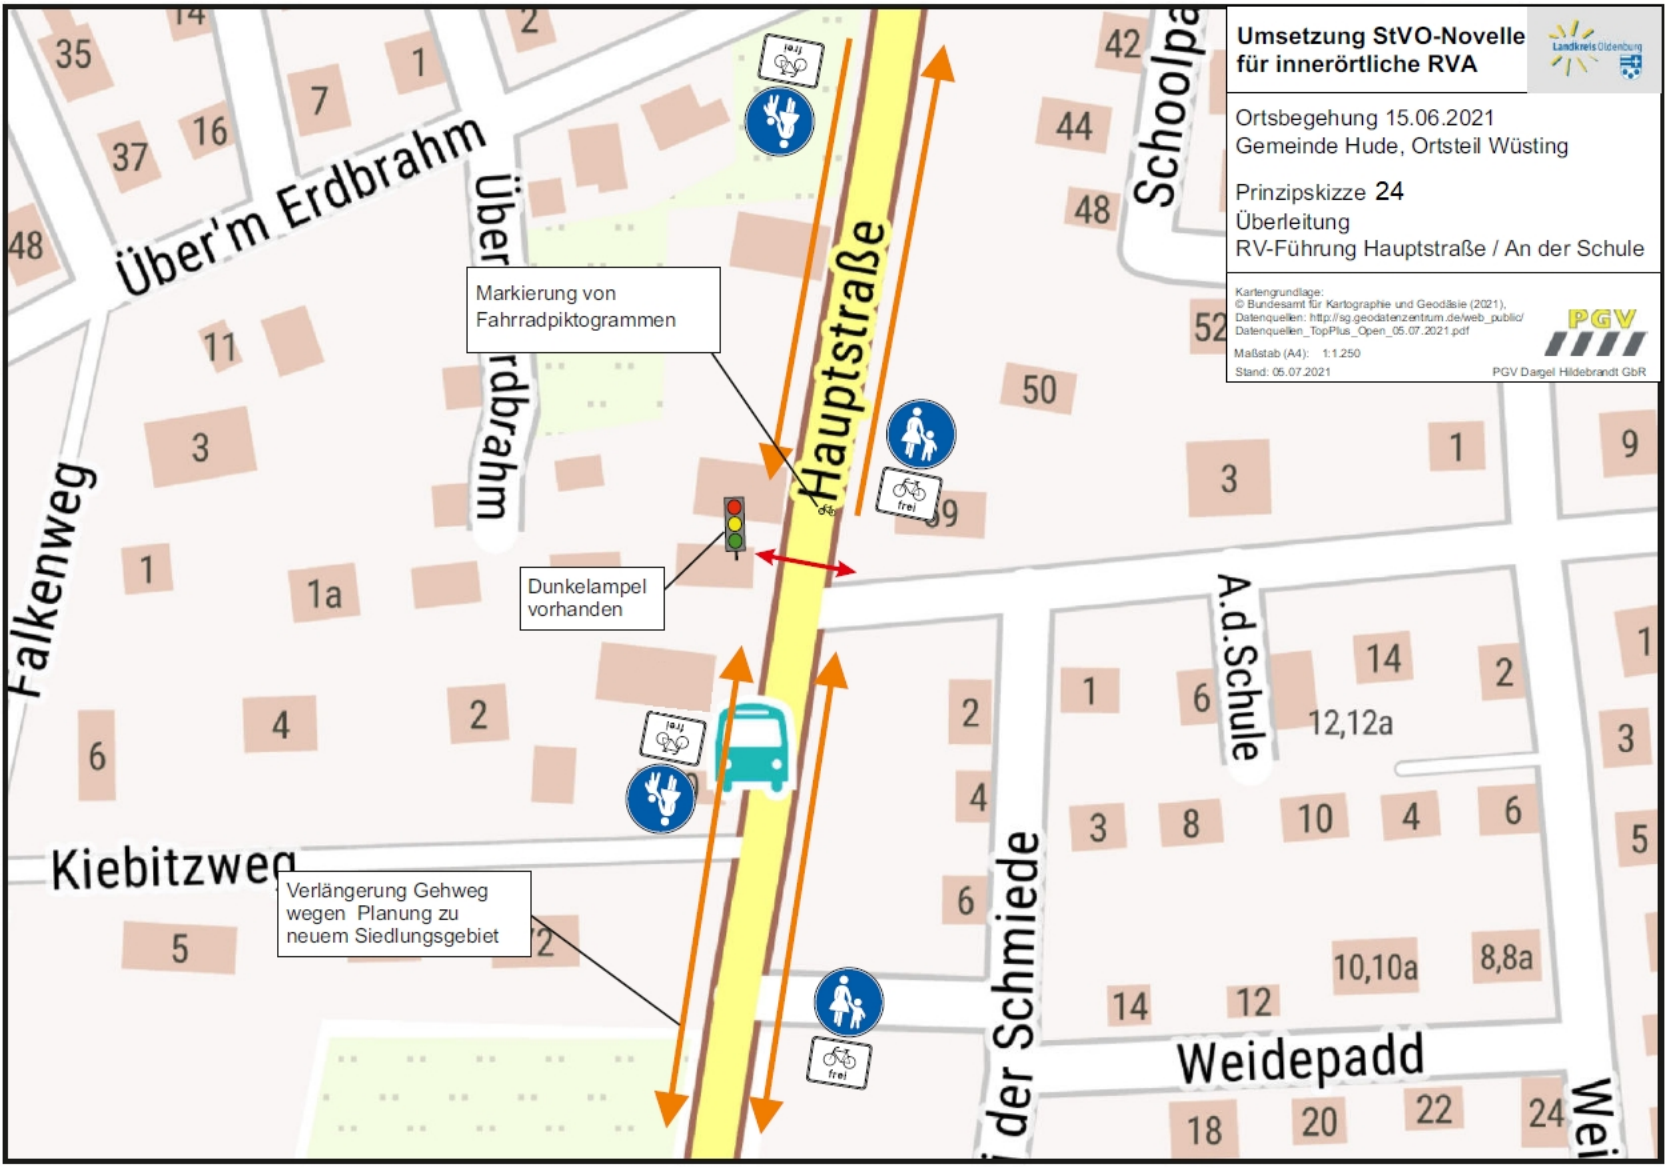 Umsetzung StVO-Novelle
für innerörtliche RVA
Landkreis Oldenburg
Ortsbegehung 15.06.2021
Gemeinde Hude, Ortsteil Wüsting
Prinzipskizze 24
Überleitung
RV-Führung Hauptstraße / An der Schule
Kartengrundlage:
© Bundesamt für Kartographie und Geodäsie (2021),
Datenquellen: http://sg.geodatenzentrum.de/web_public/
Datenquellen_TopPlus_Open_05.07.2021.pdf
Maßstab (A4): 1:1.250
Stand: 05.07.2021
PGV
PGV Dargel Hildebrandt GbR
35
14
2
1
7
16
37
48
42
44
48
Schoolpa
frei
Über'm Erdbrahm
Über
rdbrahm
Hauptstraße
Markierung von
Fahrradpiktogrammen
11
52
50
3
3
1
9
frei
59
Falkenweg
1
1a
Dunkelampel
vorhanden
A.d.Schule
1
6
14
2
1
12,12a
2
6
4
2
3
frei
4
3
8
10
4
6
5
Kiebitzweg
Verlängerung Gehweg
wegen Planung zu
neuem Siedlungsgebiet
5
72
6
der Schmiede
10,10a
8,8a
14
12
frei
Weidepadd
18
20
22
24
Wei